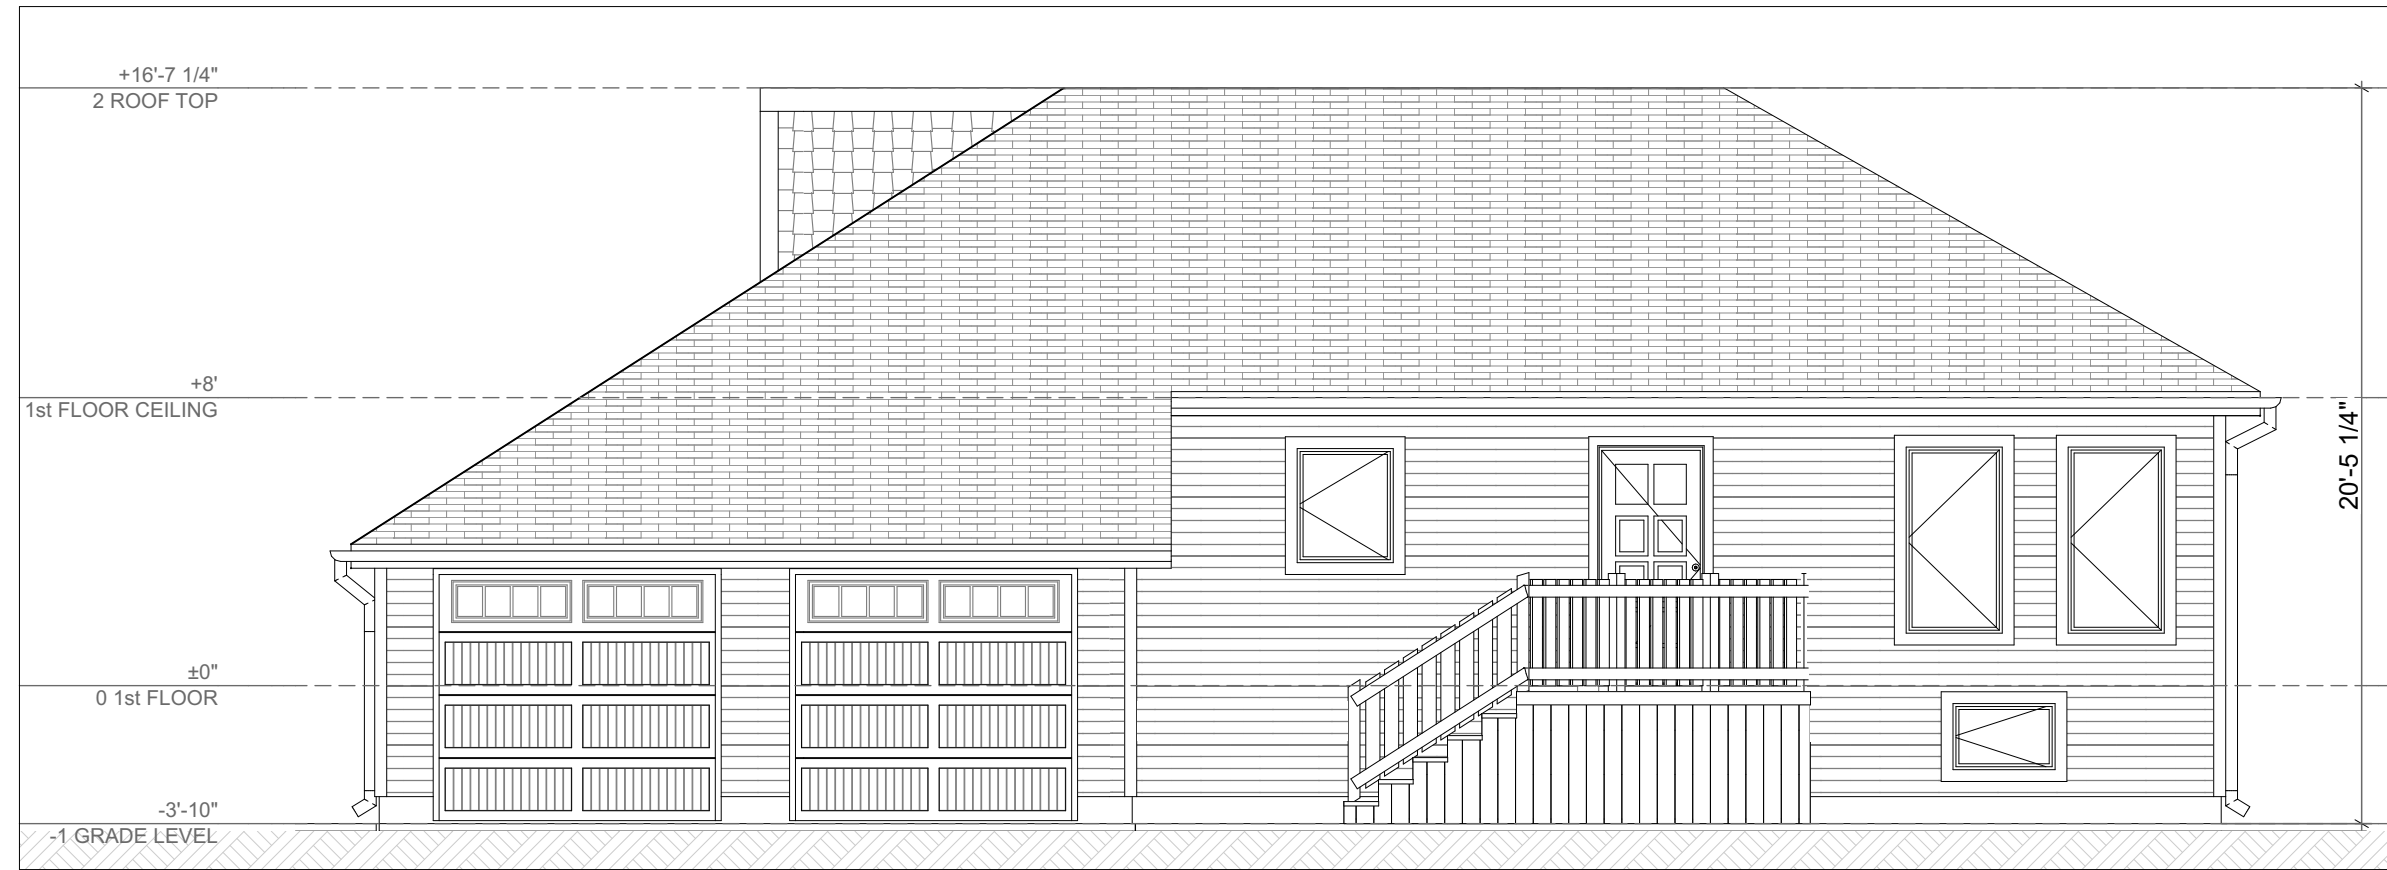 +16'-7 1/4"
2 ROOF TOP
+8'
1st FLOOR CEILING
20'-5 1/4"
±0"
0 1st FLOOR
-3'-10"
-1 GRADE LEVEL